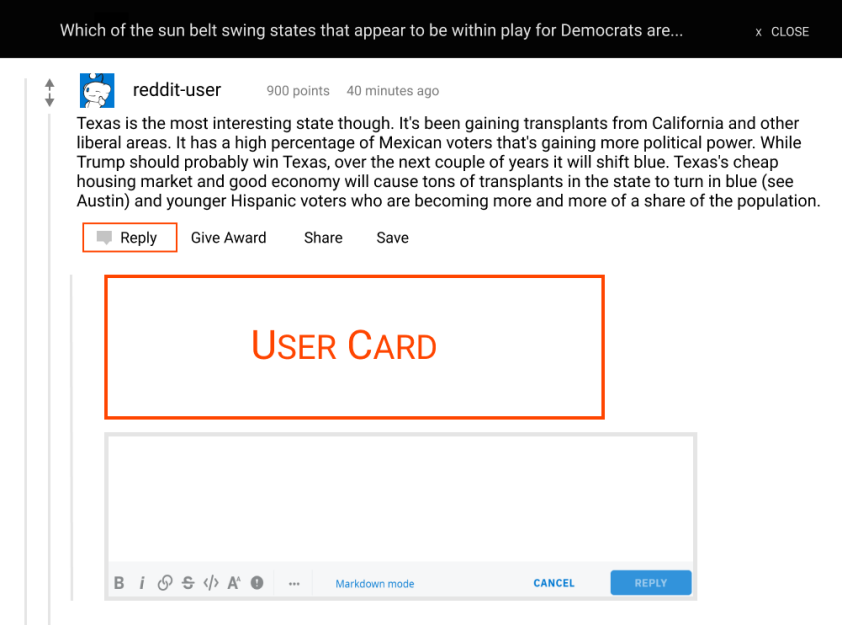 Which of the sun belt swing states that appear to be within play for Democrats are...
x CLOSE
reddit-user 900 points 40 minutes ago
Texas is the most interesting state though. It's been gaining transplants from California and other
liberal areas. It has a high percentage of Mexican voters that's gaining more political power. While
Trump should probably win Texas, over the next couple of years it will shift blue. Texas's cheap
housing market and good economy will cause tons of transplants in the state to turn in blue (see
Austin) and younger Hispanic voters who are becoming more and more of a share of the population.
Reply Give Award Share Save
USER CARD
B i S </> A^A ... Markdown mode CANCEL REPLY